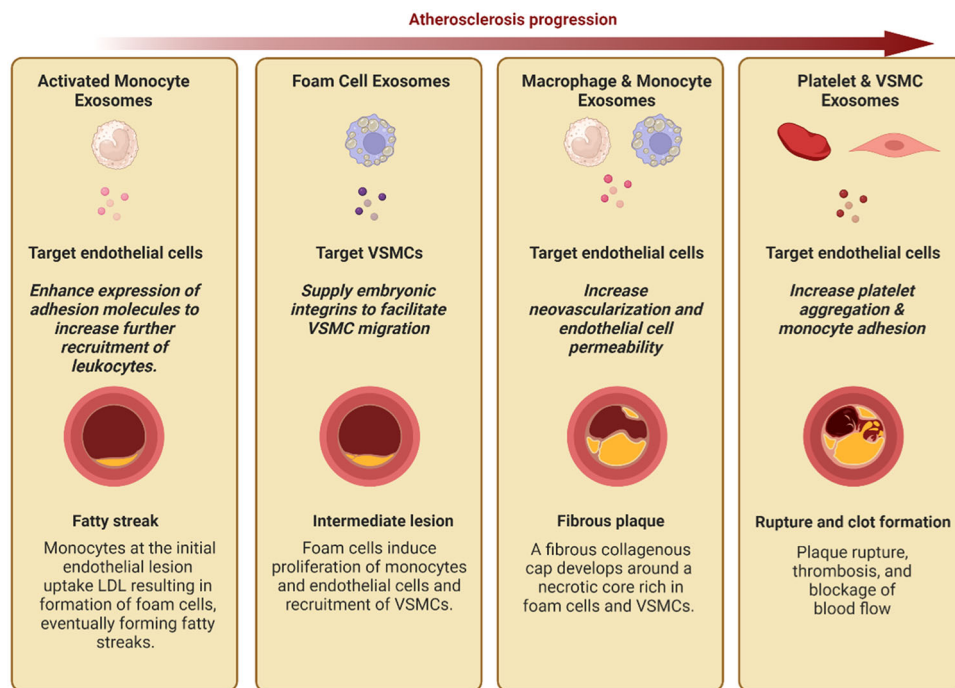 Atherosclerosis progression
Activated Monocyte
Exosomes
Target endothelial cells
Enhance expression of
adhesion molecules to
increase further
recruitment of
leukocytes.
Fatty streak
Monocytes at the initial
endothelial lesion
uptake LDL resulting in
formation of foam cells,
eventually forming fatty
streaks.
Foam Cell Exosomes
Target VSMCs
Supply embryonic
integrins to facilitate
VSMC migration
Intermediate lesion
Foam cells induce
proliferation of monocytes
and endothelial cells and
recruitment of VSMCs.
Macrophage & Monocyte
Exosomes
Target endothelial cells
Increase
neovascularization and
endothelial cell
permeability
Fibrous plaque
A fibrous collagenous
cap develops around a
necrotic core rich in
foam cells and VSMCs.
Platelet & VSMC
Exosomes
Target endothelial cells
Increase platelet
aggregation &
monocyte adhesion
Rupture and clot formation
Plaque rupture,
thrombosis, and
blockage of
blood flow